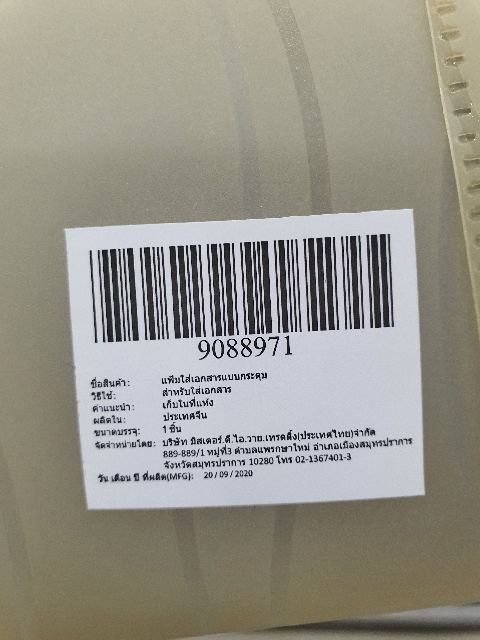 9088971
ชื่อสินค้า: แฟ้มใส่เอกสารแบบกระดุม
วิธีใช้: สำหรับใส่เอกสาร
คำแนะนำ: เก็บในที่แห้ง
ผลิตใน: ประเทศจีน
ขนาดบรรจุ: 1 ชิ้น
จัดจำหน่ายโดย: บริษัท มิสเตอร์.ดี.ไอ.วาย.เทรดดิ้ง(ประเทศไทย)จำกัด
889-889/1 หมู่ที่3 ตำบลแพรกษาใหม่ อำเภอเมืองสมุทรปราการ
จังหวัดสมุทรปราการ 10280 โทร 02-1367401-3
วัน เดือน ปี ที่ผลิต(MFG): 20 / 09 / 2020